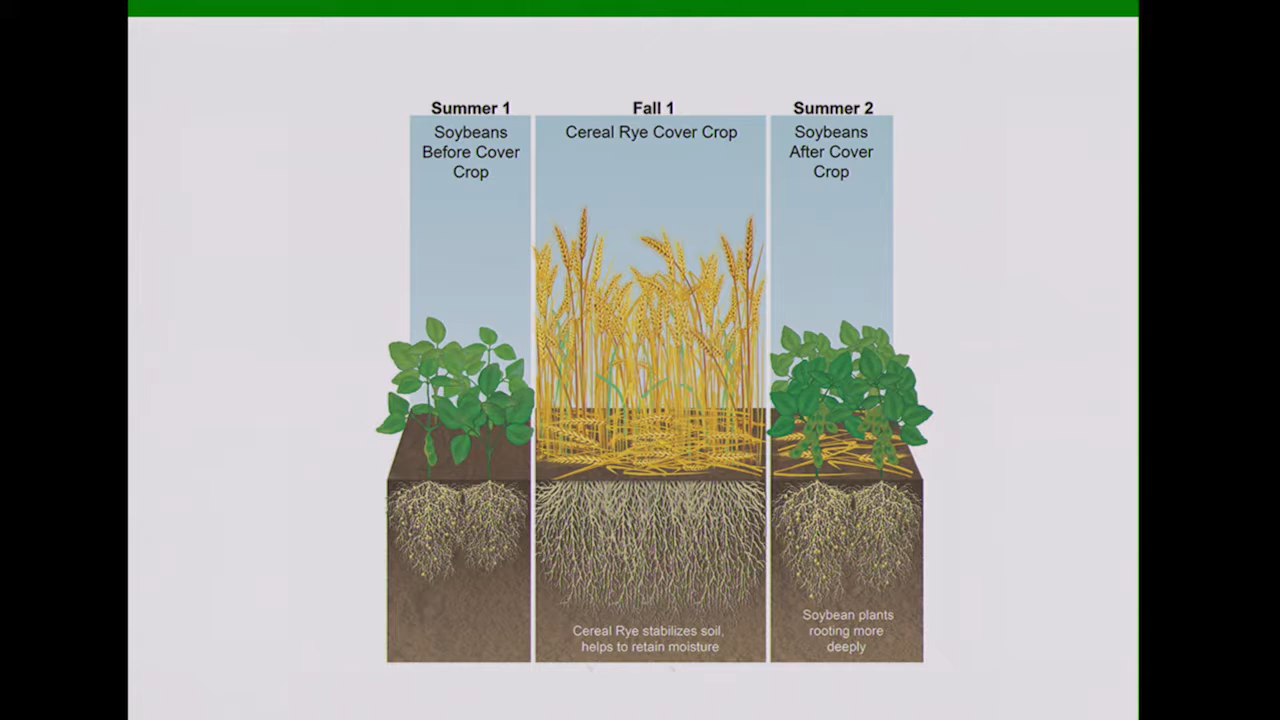 Summer 1
Soybeans
Before Cover
Crop
Fall 1
Cereal Rye Cover Crop
Cereal Rye stabilizes soil,
helps to retain moisture
Summer 2
Soybeans
After Cover
Crop
Soybean plants
rooting more
deeply